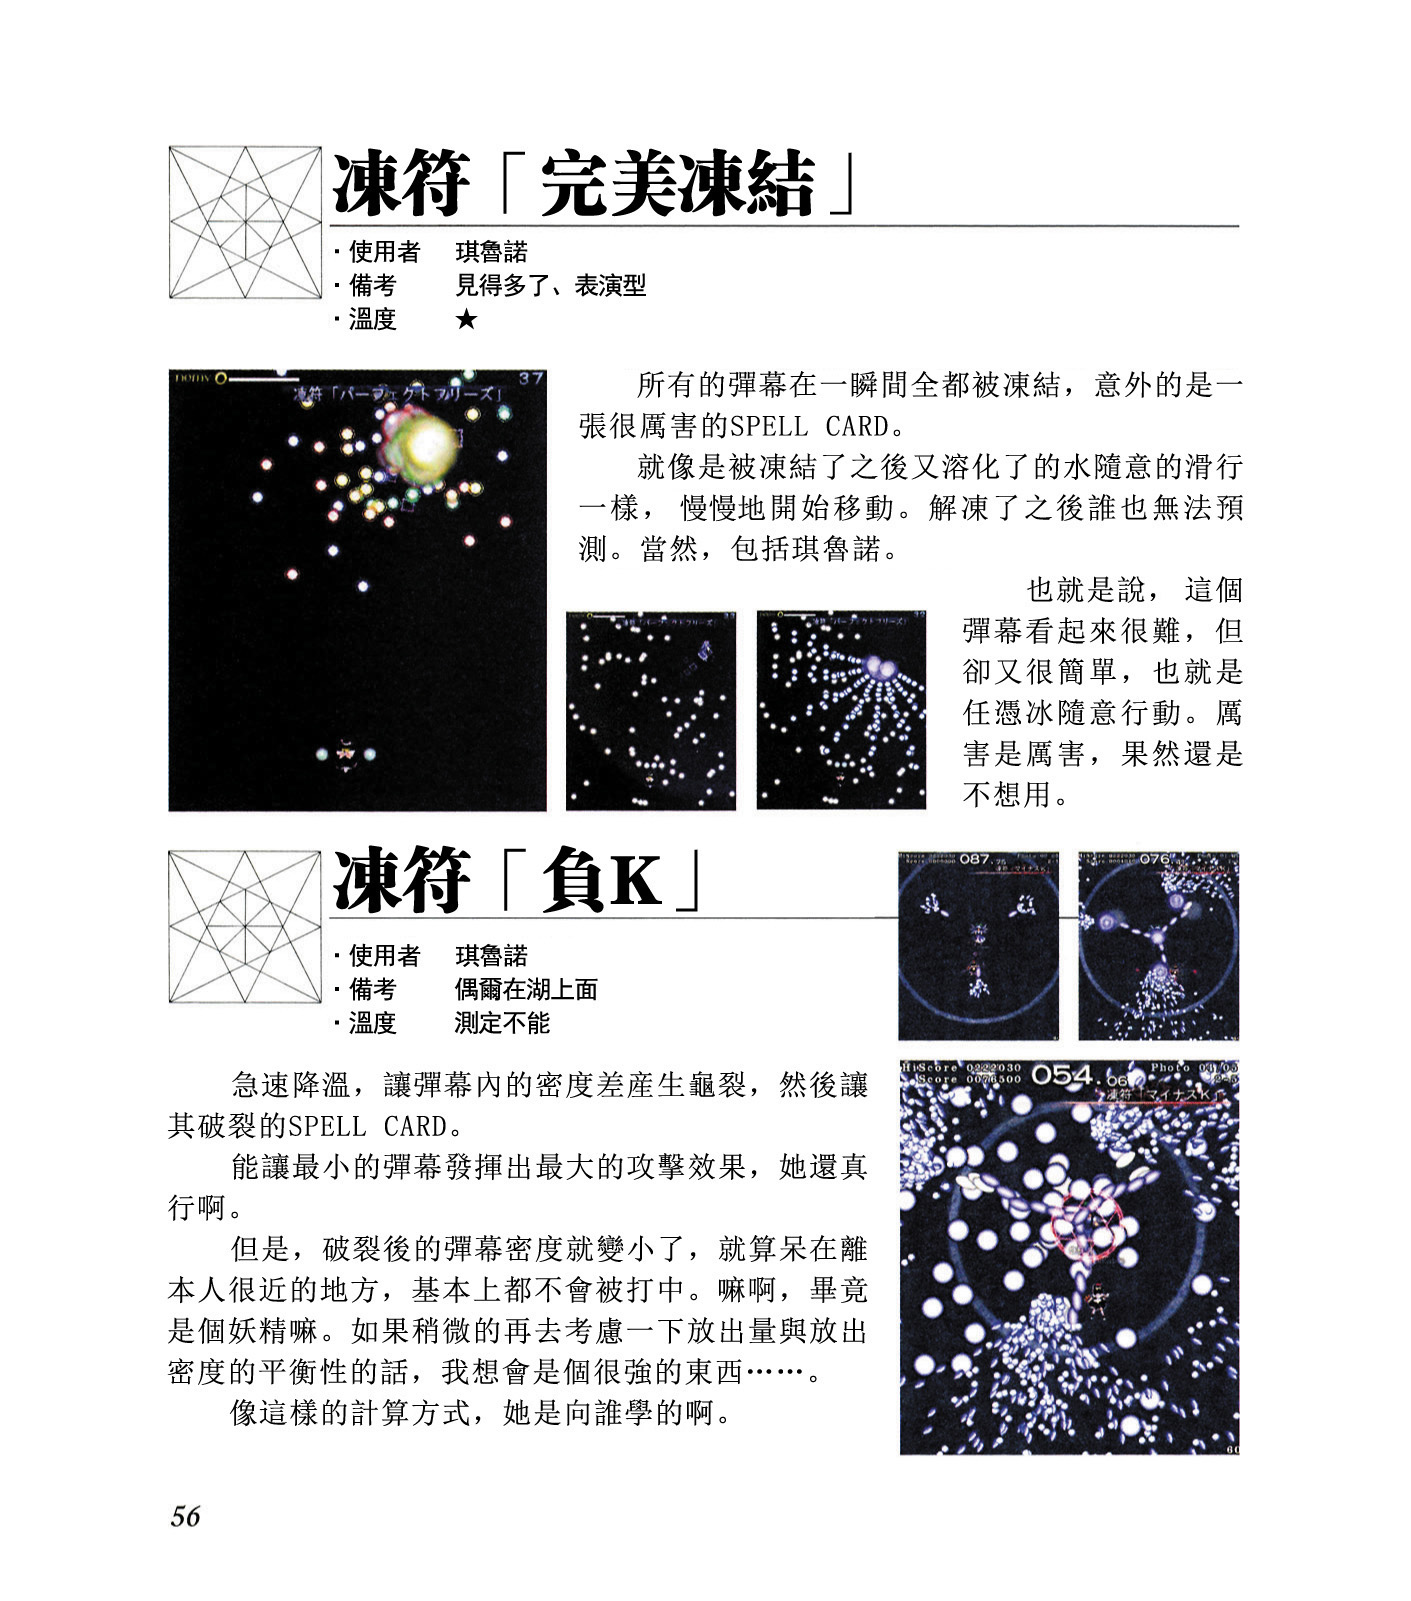 凍符「完美凍結」
・使用者 琪魯諾
・備考 見得多了、表演型
・溫度 ★
37
凍符「パーフェクトフリーズ」
所有的彈幕在一瞬間全都被凍結，意外的是一
張很厲害的SPELL CARD。
就像是被凍結了之後又溶化了的水隨意的滑行
一樣，慢慢地開始移動。解凍了之後誰也無法預
測。當然，包括琪魯諾。
也就是說，這個
彈幕看起來很難，但
卻又很簡單，也就是
任憑冰隨意行動。厲
害是厲害，果然還是
不想用。
凍符「負K」
・使用者 琪魯諾
・備考 偶爾在湖上面
・溫度 測定不能
087.75
076.
HiScore 0222030
Score 0076500
054.06
Photo 03/05
凍符「マイナスK」
急速降溫，讓彈幕內的密度差産生龜裂，然後讓
其破裂的SPELL CARD。
能讓最小的彈幕發揮出最大的攻擊效果，她還真
行啊。
但是，破裂後的彈幕密度就變小了，就算呆在離
本人很近的地方，基本上都不會被打中。嘛啊，畢竟
是個妖精嘛。如果稍微的再去考慮一下放出量與放出
密度的平衡性的話，我想會是個很強的東西……。
像這樣的計算方式，她是向誰學的啊。
60
56